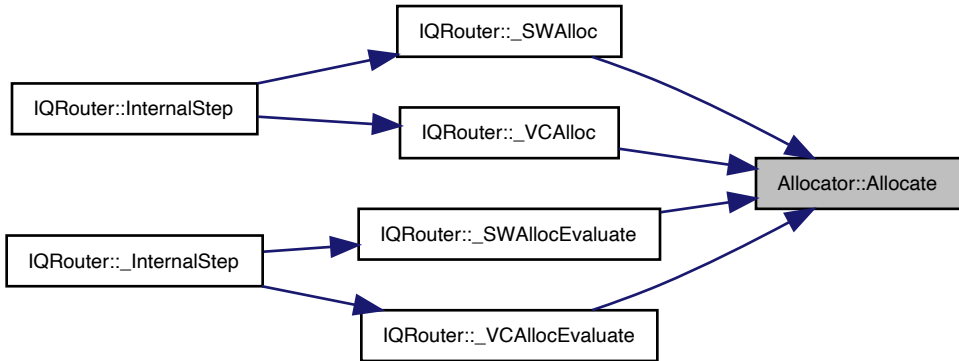 IQRouter::_SWAlloc
IQRouter::InternalStep
IQRouter::_VCAlloc
Allocator::Allocate
IQRouter::_SWAllocEvaluate
IQRouter::_InternalStep
IQRouter::_VCAllocEvaluate